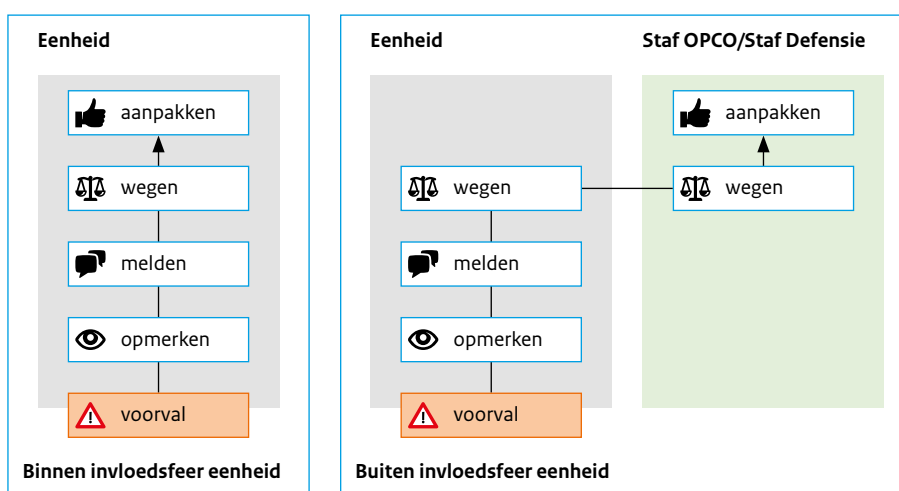 Eenheid
aanpakken
wegen
melden
opmerken
voorval
Binnen invloedsfeer eenheid
Eenheid
Staf OPCO/Staf Defensie
aanpakken
wegen
wegen
melden
opmerken
voorval
Buiten invloedsfeer eenheid